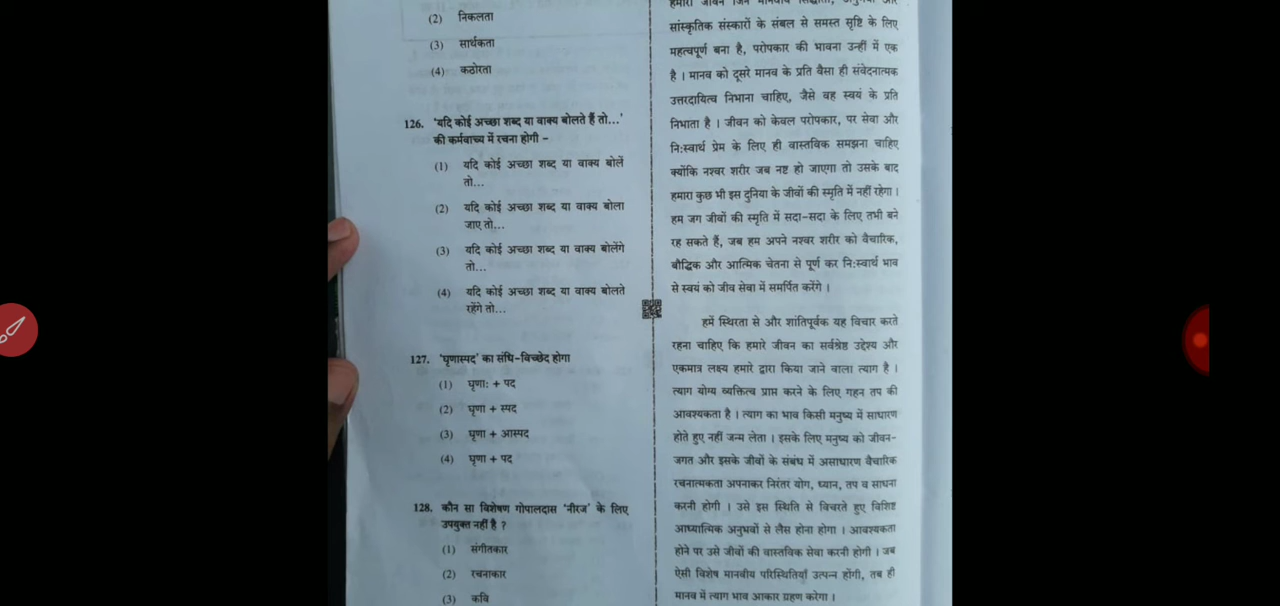 (2) निकलता
(3) सार्थकता
(4) कठोरता
126. 'यदि कोई अच्छा शब्द या वाक्य बोलते हैं तो...'
की कर्मवाच्य में रचना होगी -
(1) यदि कोई अच्छा शब्द या वाक्य बोलें
तो...
(2) यदि कोई अच्छा शब्द या वाक्य बोला
जाए तो...
(3) यदि कोई अच्छा शब्द या वाक्य बोलेंगे
तो...
(4) यदि कोई अच्छा शब्द या वाक्य बोलते
रहेंगे तो...
127. 'घृणास्पद' का संधि-विच्छेद होगा
(1) घृणा: + पद
(2) घृणा + स्पद
(3) घृणा + आस्पद
(4) घृणा + पद
128. कौन सा विशेषण गोपालदास 'नीरज' के लिए
उपयुक्त नहीं है ?
(1) संगीतकार
(2) रचनाकार
(3) कवि
हमारा जीवन जिन मानवीय
सांस्कृतिक संस्कारों के संबल से समस्त सृष्टि के लिए
महत्वपूर्ण बना है, परोपकार की भावना उन्हीं में एक
है । मानव को दूसरे मानव के प्रति वैसा ही संवेदनात्मक
उत्तरदायित्व निभाना चाहिए, जैसे वह स्वयं के प्रति
निभाता है । जीवन को केवल परोपकार, पर सेवा और
नि:स्वार्थ प्रेम के लिए ही वास्तविक समझना चाहिए
क्योंकि नश्वर शरीर जब नष्ट हो जाएगा तो उसके बाद
हमारा कुछ भी इस दुनिया के जीवों की स्मृति में नहीं रहेगा ।
हम जग जीवों की स्मृति में सदा-सदा के लिए तभी बने
रह सकते हैं, जब हम अपने नश्वर शरीर को वैचारिक,
बौद्धिक और आत्मिक चेतना से पूर्ण कर नि:स्वार्थ भाव
से स्वयं को जीव सेवा में समर्पित करेंगे ।
हमें स्थिरता से और शांतिपूर्वक यह विचार करते
रहना चाहिए कि हमारे जीवन का सर्वश्रेष्ठ उद्देश्य और
एकमात्र लक्ष्य हमारे द्वारा किया जाने वाला त्याग है ।
त्याग योग्य व्यक्तित्व प्राप्त करने के लिए गहन तप की
आवश्यकता है । त्याग का भाव किसी मनुष्य में साधारण
होते हुए नहीं जन्म लेता । इसके लिए मनुष्य को जीवन-
जगत और इसके जीवों के संबंध में असाधारण वैचारिक
रचनात्मकता अपनाकर निरंतर योग, ध्यान, तप व साधना
करनी होगी । उसे इस स्थिति से विचरते हुए विशिष्ट
आध्यात्मिक अनुभवों से लैस होना होगा । आवश्यकता
होने पर उसे जीवों की वास्तविक सेवा करनी होगी । जब
ऐसी विशेष मानवीय परिस्थितियाँ उत्पन्न होंगी, तब ही
मानव में त्याग भाव आकार ग्रहण करेगा ।